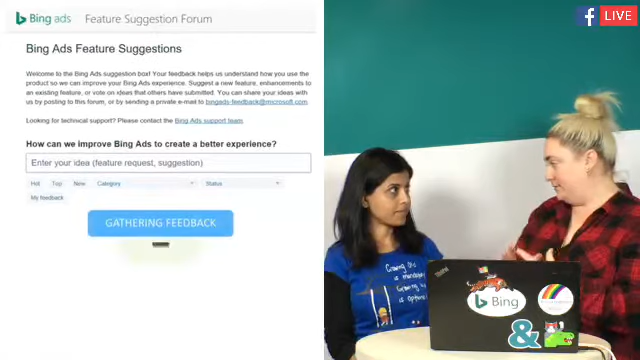 Bing ads Feature Suggestion Forum
LIVE
Bing Ads Feature Suggestions
Welcome to the Bing Ads suggestion box! Your feedback helps us understand how you use the
product so we can improve your Bing Ads experience. Suggest a new feature, enhancements to
an existing feature, or vote on ideas that others have submitted. You can share your ideas with
us by posting to this forum, or by sending a private e-mail to bingads-feedback@microsoft.com.
Looking for technical support? Please contact the Bing Ads support team.
How can we improve Bing Ads to create a better experience?
Enter your idea (feature request, suggestion)
Hot Top New Category Status
My feedback
GATHERING FEEDBACK
Growing
is
Growing
is
Bing
&